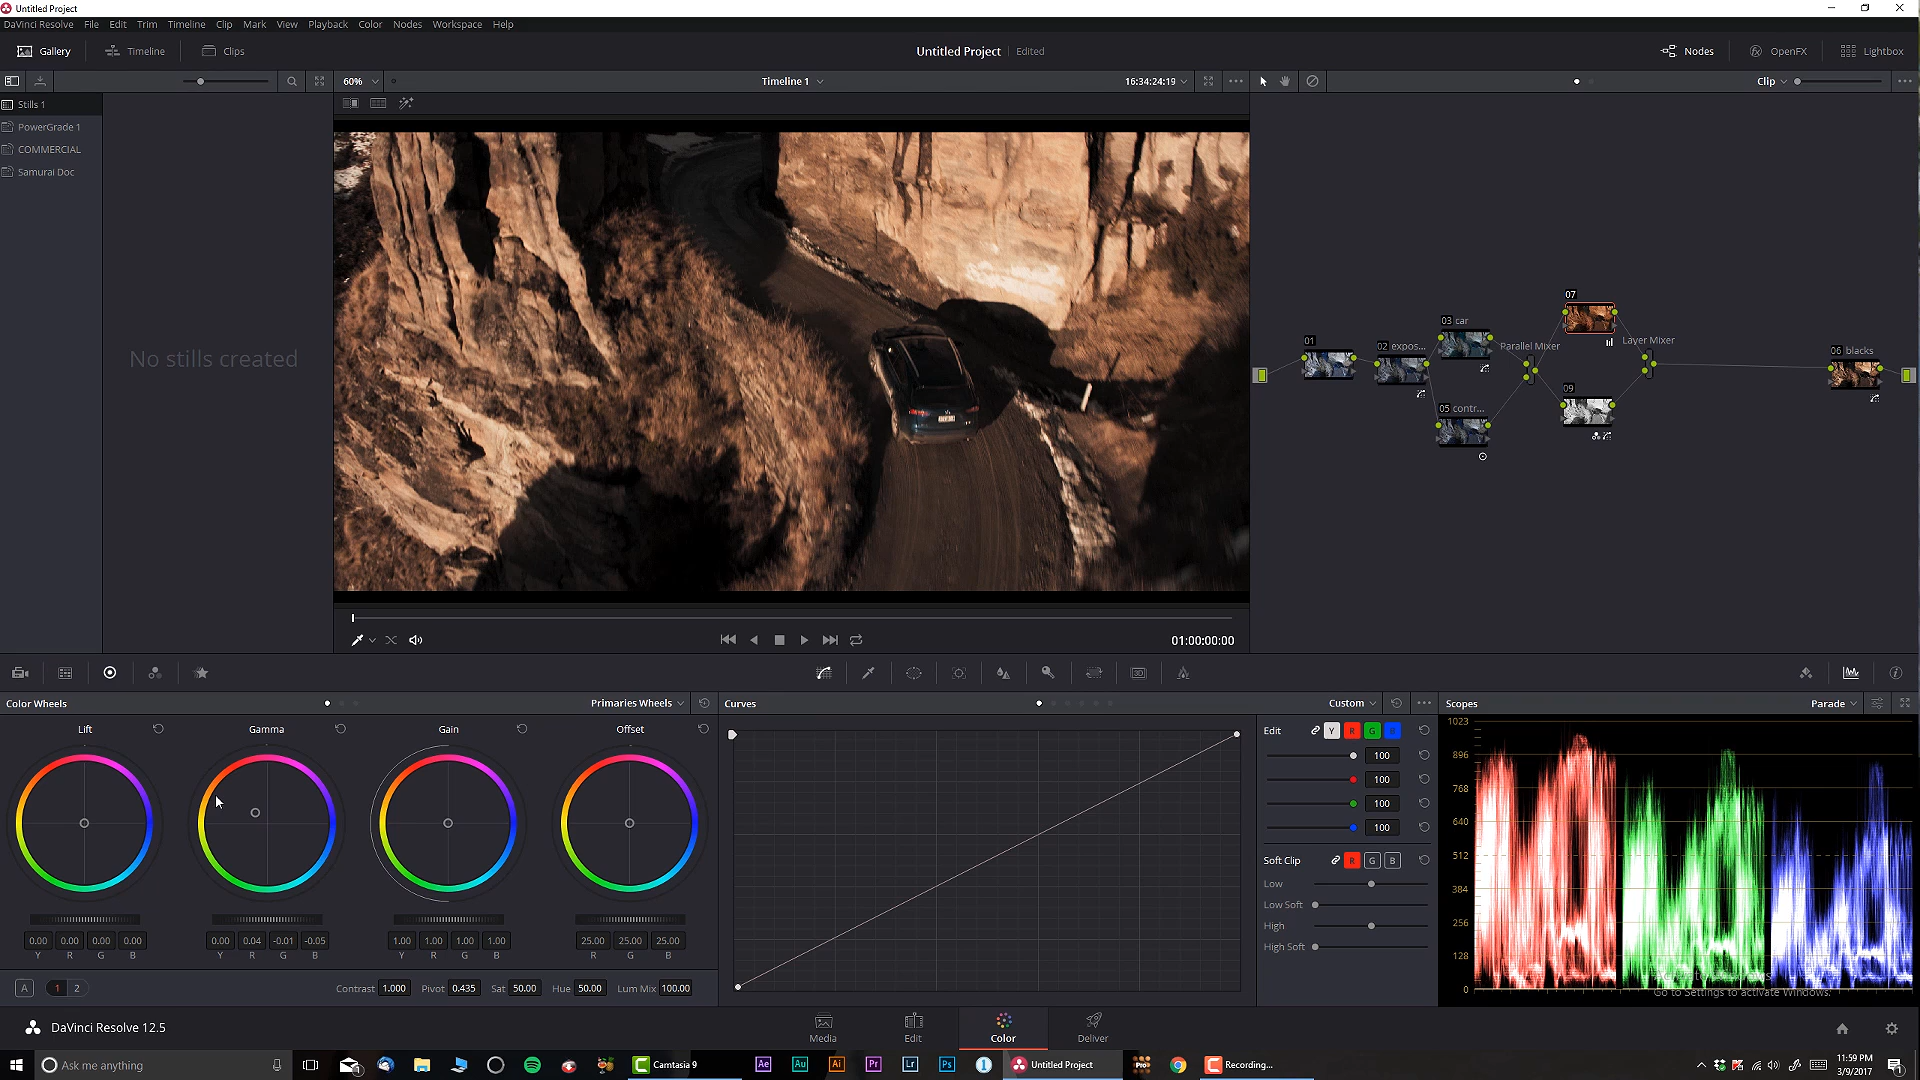 Untitled Project
DaVinci Resolve File Edit Trim Timeline Clip Mark View Playback Color Nodes Workspace Help
Gallery Timeline Clips Untitled Project Edited Nodes OpenFX Lightbox
60% Timeline 1 16:34:24:19 Clip
Stills 1
PowerGrade 1
COMMERCIAL
Samurai Doc
No stills created
07
03 car
01
02 expos...
Parallel Mixer
Layer Mixer
06 blacks
09
05 contr...
01:00:00:00
Color Wheels Primaries Wheels Curves Custom Scopes Parade
Lift Gamma Gain Offset
Edit Y R G B
100
100
100
100
Soft Clip R G B
Low
Low Soft
High
High Soft
1023
896
768
640
512
384
256
128
0
0.00 0.00 0.00 0.00 0.00 0.04 -0.01 -0.05 1.00 1.00 1.00 1.00 25.00 25.00 25.00
Y R G B Y R G B Y R G B R G B
A 1 2 Contrast 1.000 Pivot 0.435 Sat 50.00 Hue 50.00 Lum Mix 100.00
Go to Settings to activate Windows.
DaVinci Resolve 12.5 Media Edit Color Deliver
Ask me anything Camtasia 9 Ae Au Ai Pr Lr Ps Untitled Project Recording... 11:59 PM
3/9/2017